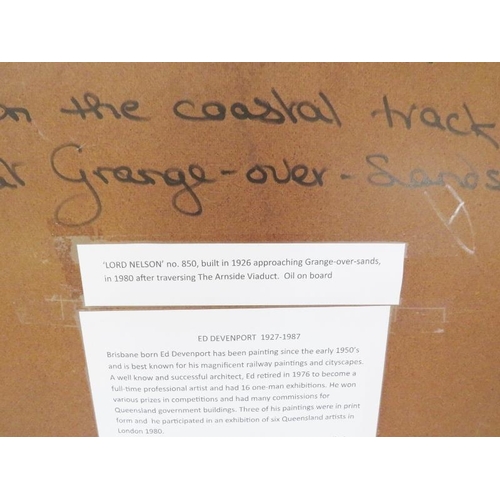 on the coastal track
at Grange-over-Sands
'LORD NELSON' no. 850, built in 1926 approaching Grange-over-sands,
in 1980 after traversing The Arnside Viaduct. Oil on board
ED DEVENPORT 1927-1987
Brisbane born Ed Devenport has been painting since the early 1950's
and is best known for his magnificent railway paintings and cityscapes.
A well know and successful architect, Ed retired in 1976 to become a
full-time professional artist and had 16 one-man exhibitions. He won
various prizes in competitions and had many commissions for
Queensland government buildings. Three of his paintings were in print
form and he participated in an exhibition of six Queensland artists in
London 1980.